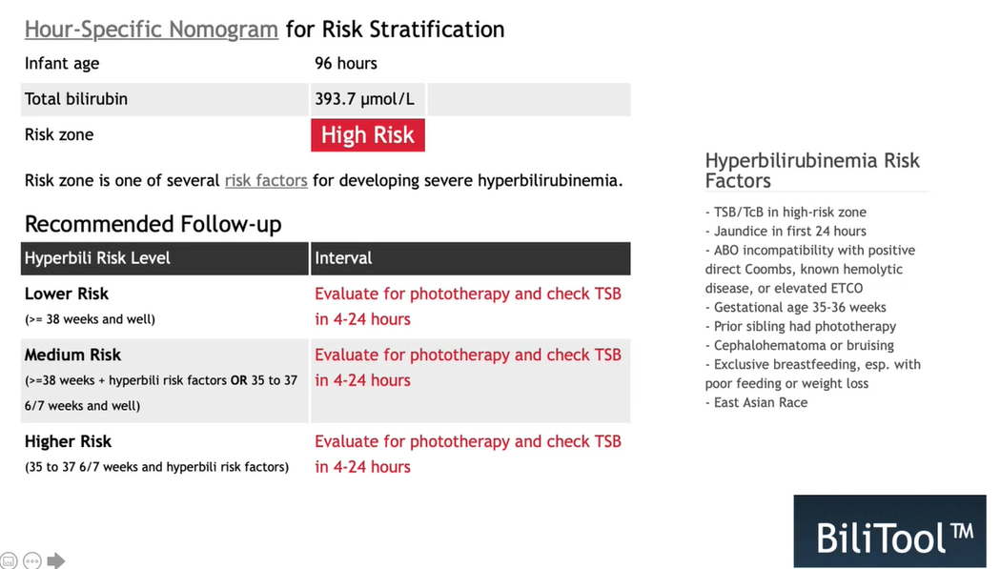 Hour-Specific Nomogram for Risk Stratification
Infant age 96 hours
Total bilirubin 393.7 µmol/L
Risk zone High Risk
Risk zone is one of several risk factors for developing severe hyperbilirubinemia.
Recommended Follow-up
Hyperbili Risk Level Interval
Lower Risk
(>= 38 weeks and well)
Evaluate for phototherapy and check TSB
in 4-24 hours
Medium Risk
(>=38 weeks + hyperbili risk factors OR 35 to 37
6/7 weeks and well)
Evaluate for phototherapy and check TSB
in 4-24 hours
Higher Risk
(35 to 37 6/7 weeks and hyperbili risk factors)
Evaluate for phototherapy and check TSB
in 4-24 hours
Hyperbilirubinemia Risk
Factors
- TSB/TcB in high-risk zone
- Jaundice in first 24 hours
- ABO incompatibility with positive
direct Coombs, known hemolytic
disease, or elevated ETCO
- Gestational age 35-36 weeks
- Prior sibling had phototherapy
- Cephalohematoma or bruising
- Exclusive breastfeeding, esp. with
poor feeding or weight loss
- East Asian Race
BiliTool™